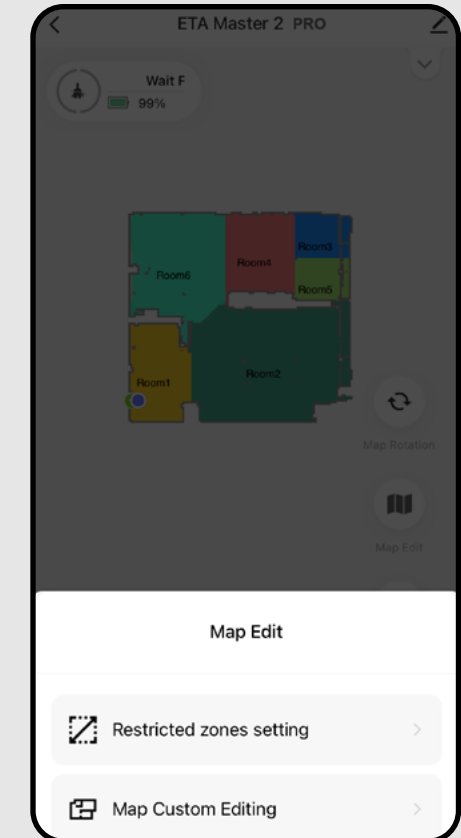 ETA Master 2 PRO
Wait F
99%
Room3
Room4
Room6
Room5
Room2
Room1
Map Rotation
Map Edit
Map Edit
Restricted zones setting
Map Custom Editing